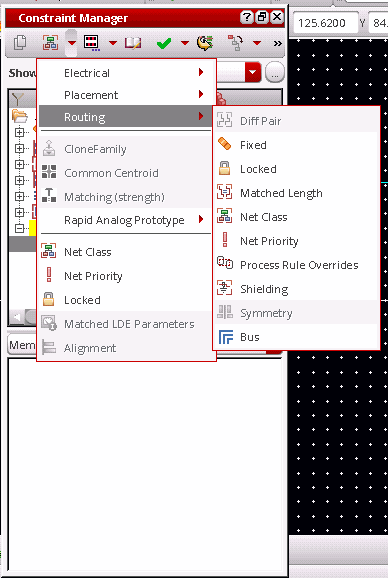 Constraint Manager
125.6200 Y 84.
Show
Electrical
Placement
Routing
CloneFamily
Common Centroid
Matching (strength)
Rapid Analog Prototype
Net Class
Net Priority
Locked
Matched LDE Parameters
Alignment
Diff Pair
Fixed
Locked
Matched Length
Net Class
Net Priority
Process Rule Overrides
Shielding
Symmetry
Bus
Mem